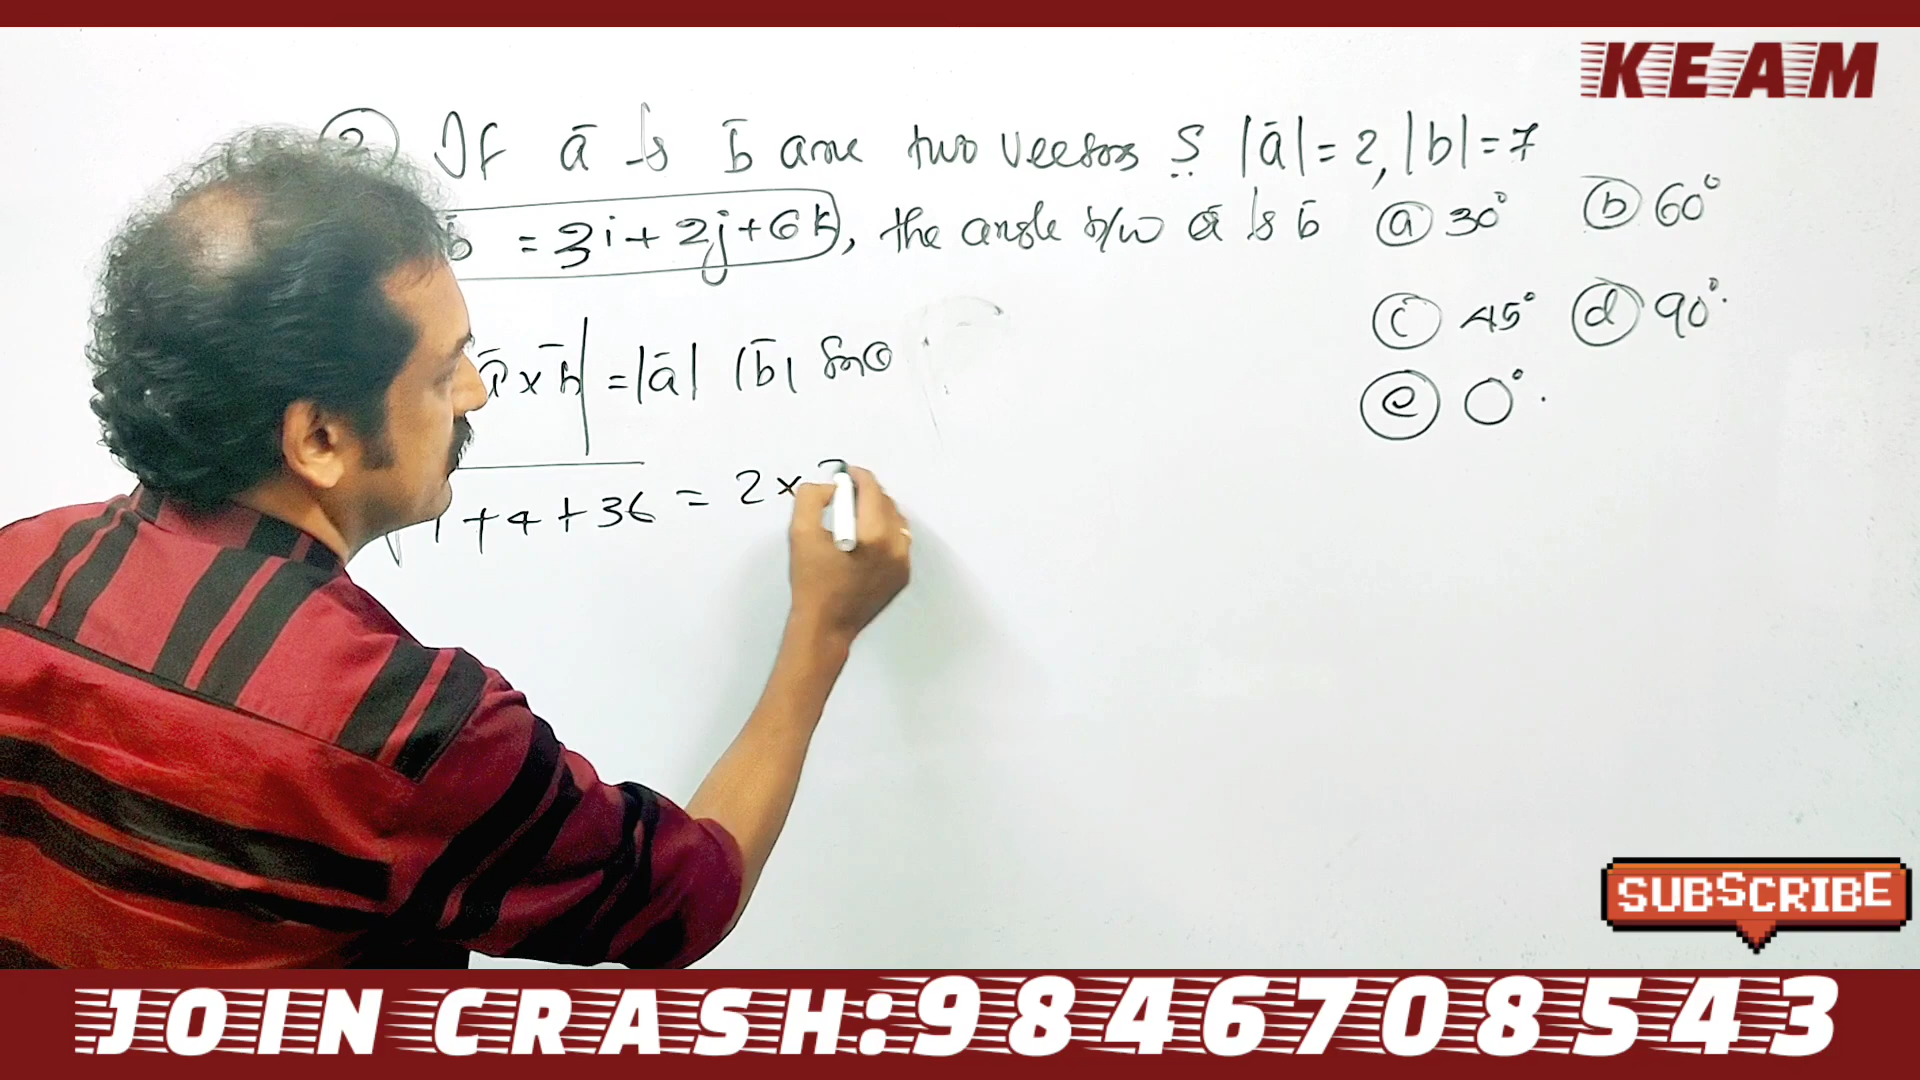 KEAM
② If ā & b̄ are two vectors ∋ |ā| = 2, |b| = 7
b̄ = 3i + 2j + 6k, the angle b/w ā & b̄ ⓐ 30° ⓑ 60°
ⓒ 45° ⓓ 90°.
ⓔ 0°.
ā × b̄| = |ā| |b̄| Sinθ
+ 4 + 36 = 2 ×
SUBSCRIBE
JOIN CRASH:9846708543